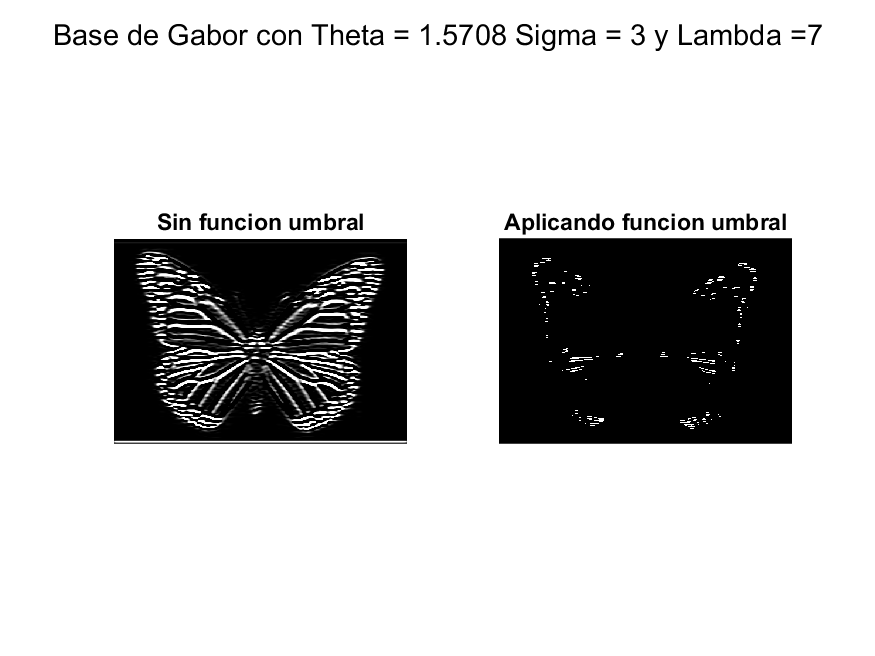 Base de Gabor con Theta = 1.5708 Sigma = 3 y Lambda =7
Sin funcion umbral
Aplicando funcion umbral